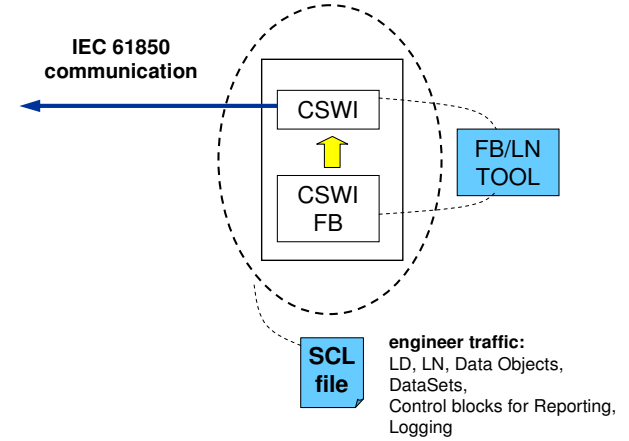 IEC 61850
communication
CSWI
FB/LN
TOOL
CSWI
FB
SCL
file
engineer traffic:
LD, LN, Data Objects,
DataSets,
Control blocks for Reporting,
Logging